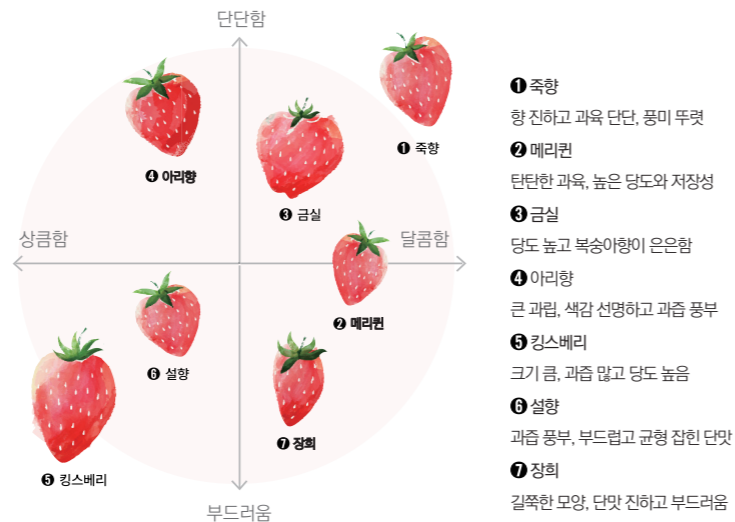 단단함
❶ 죽향
❹ 아리향
❸ 금실
상큼함
달콤함
❷ 메리퀸
❻ 설향
❼ 장희
❺ 킹스베리
부드러움
❶ 죽향
향 진하고 과육 단단, 풍미 뚜렷
❷ 메리퀸
탄탄한 과육, 높은 당도와 저장성
❸ 금실
당도 높고 복숭아향이 은은함
❹ 아리향
큰 과립, 색감 선명하고 과즙 풍부
❺ 킹스베리
크기 큼, 과즙 많고 당도 높음
❻ 설향
과즙 풍부, 부드럽고 균형 잡힌 단맛
❼ 장희
길쭉한 모양, 단맛 진하고 부드러움